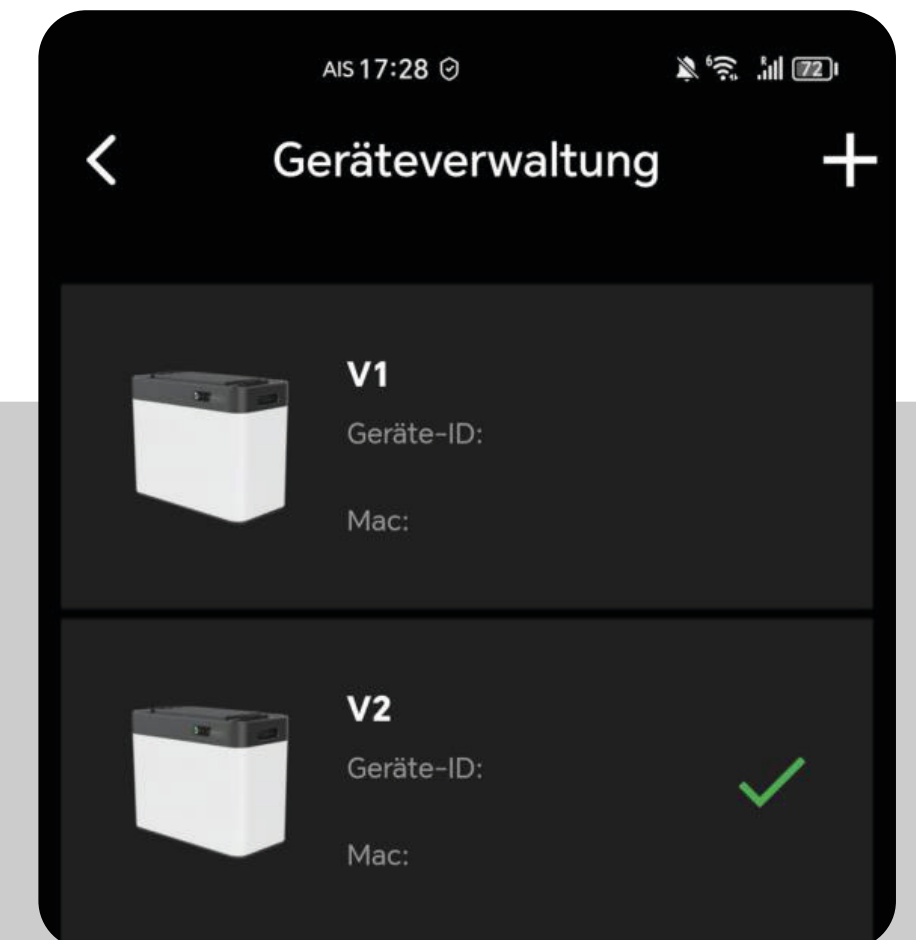 AIS 17:28
72
Geräteverwaltung
V1
Geräte-ID:
Mac:
V2
Geräte-ID:
Mac: